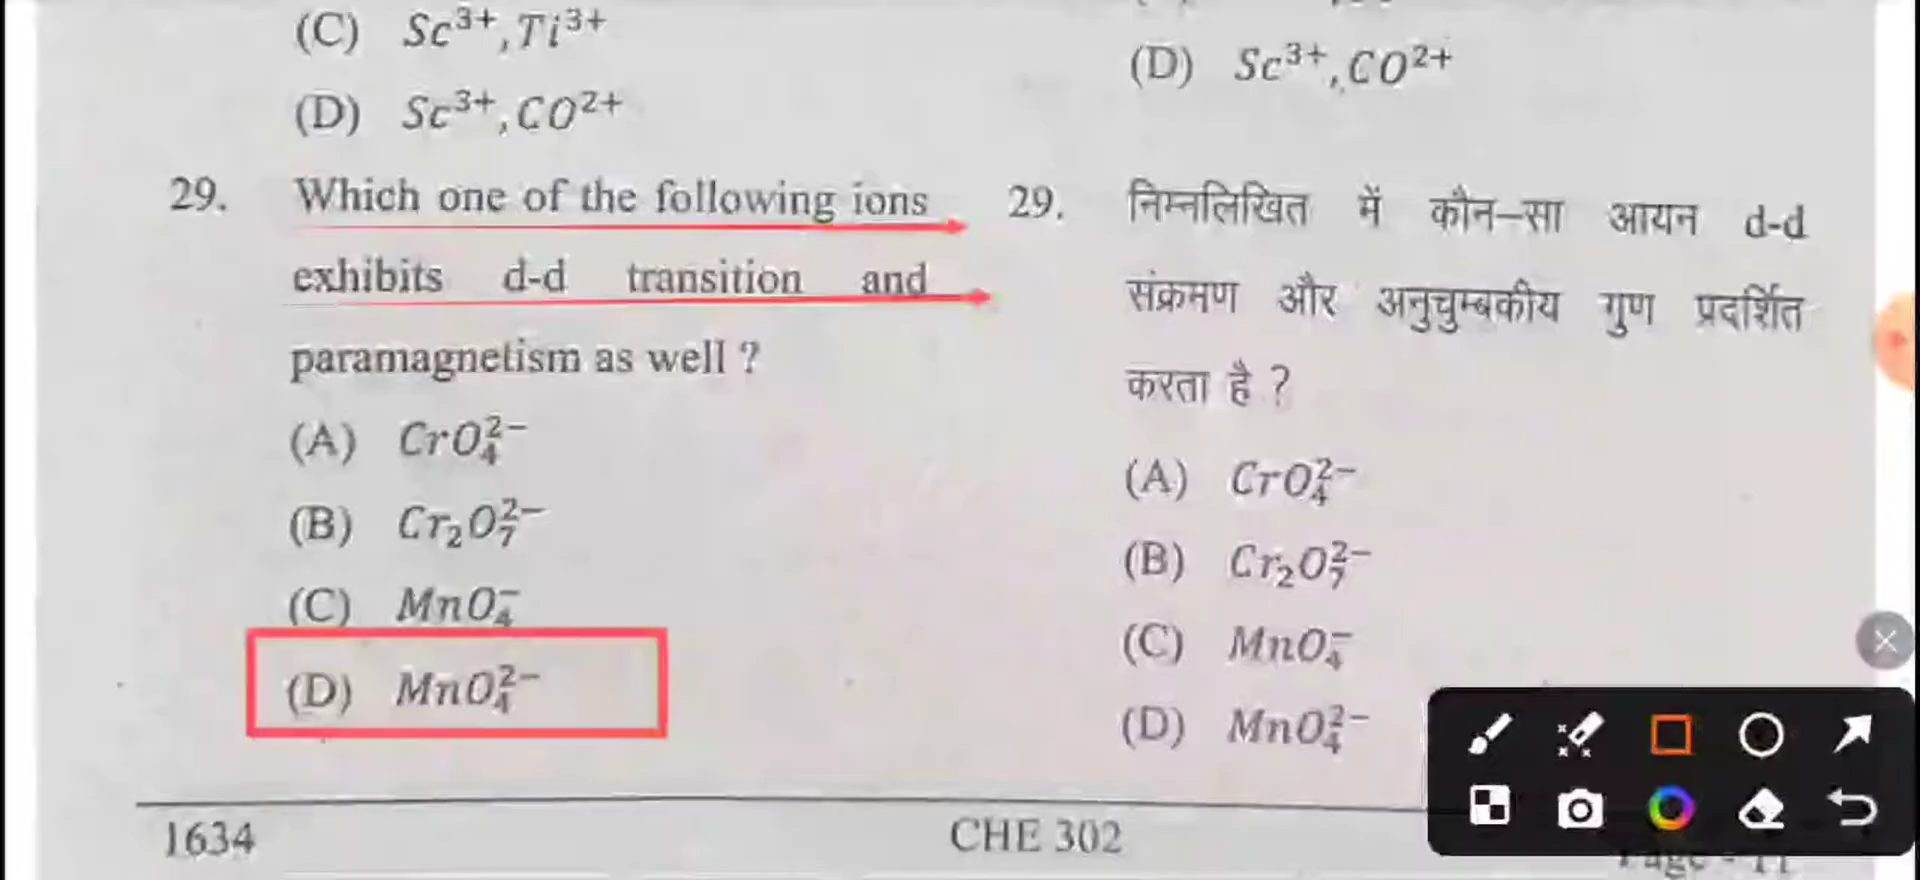 (C) Sc³⁺,Ti³⁺
(D) Sc³⁺,CO²⁺
29. Which one of the following ions
exhibits d-d transition and
paramagnetism as well ?
(A) CrO₄²⁻
(B) Cr₂O₇²⁻
(C) MnO₄⁻
(D) MnO₄²⁻
(D) Sc³⁺,CO²⁺
29. निम्नलिखित में कौन-सा आयन d-d
संक्रमण और अनुचुम्बकीय गुण प्रदर्शित
करता है ?
(A) CrO₄²⁻
(B) Cr₂O₇²⁻
(C) MnO₄⁻
(D) MnO₄²⁻
1634 CHE 302